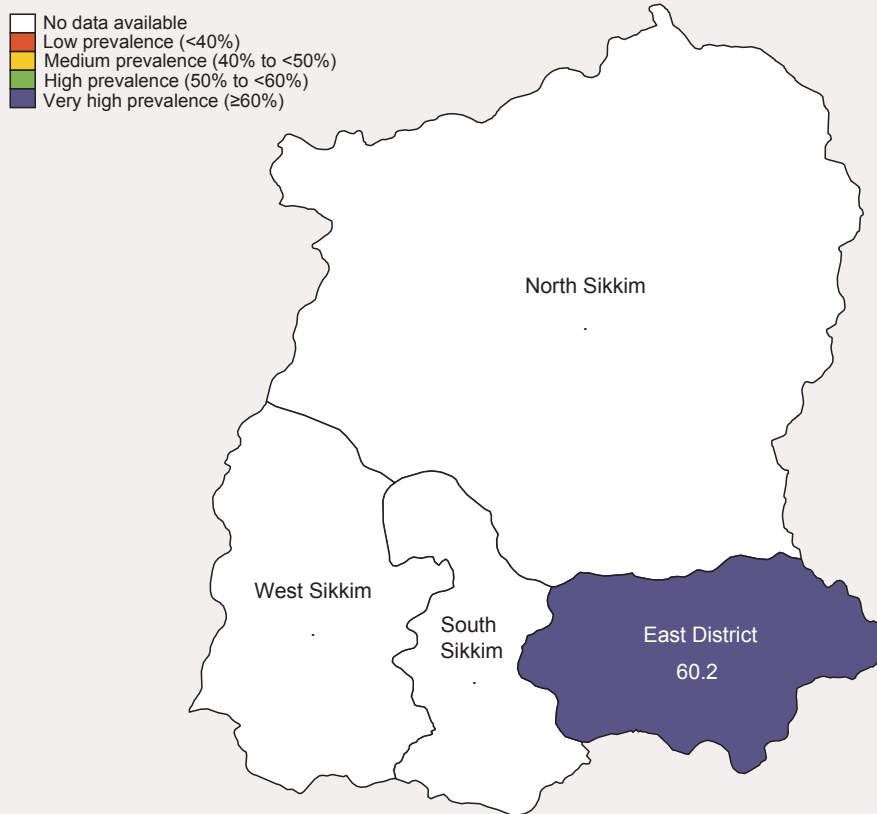 No data available
Low prevalence (<40%)
Medium prevalence (40% to <50%)
High prevalence (50% to <60%)
Very high prevalence (≥60%)
North Sikkim
.
West Sikkim
.
South
Sikkim
.
East District
60.2